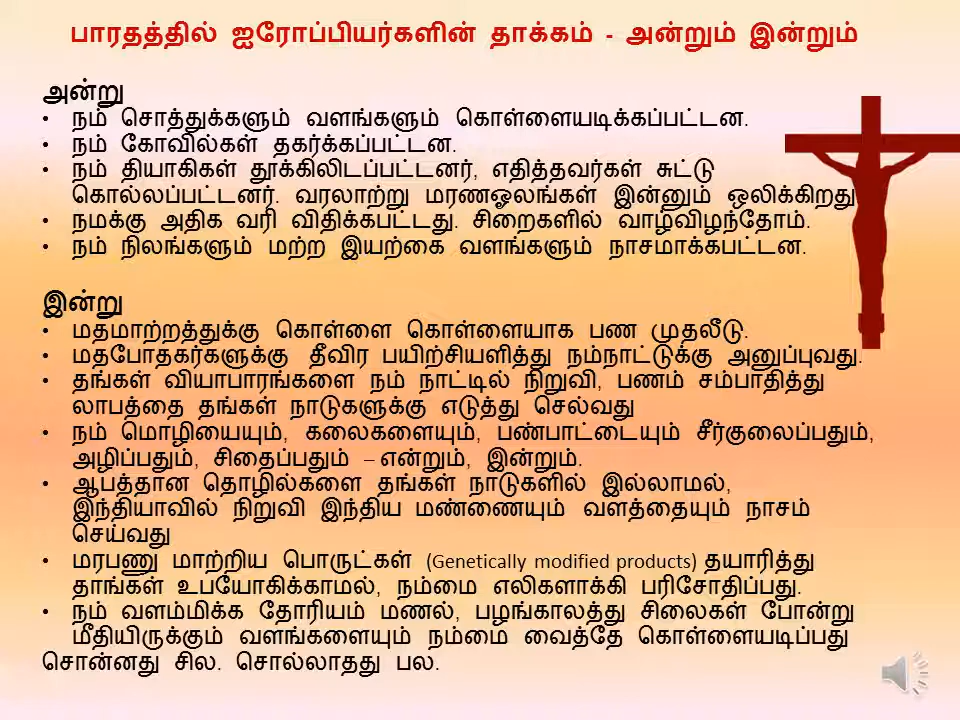 பாரதத்தில் ஐரோப்பியர்களின் தாக்கம் - அன்றும் இன்றும்
அன்று
• நம் சொத்துக்களும் வளங்களும் கொள்ளையடிக்கப்பட்டன.
• நம் கோவில்கள் தகர்க்கப்பட்டன.
• நம் தியாகிகள் தூக்கிலிடப்பட்டனர், எதித்தவர்கள் சுட்டு
கொல்லப்பட்டனர். வரலாற்று மரணஓலங்கள் இன்னும் ஒலிக்கிறது
• நமக்கு அதிக வரி விதிக்கபட்டது. சிறைகளில் வாழ்விழந்தோம்.
• நம் நிலங்களும் மற்ற இயற்கை வளங்களும் நாசமாக்கபட்டன.
இன்று
• மதமாற்றத்துக்கு கொள்ளை கொள்ளையாக பண முதலீடு.
• மதபோதகர்களுக்கு தீவிர பயிற்சியளித்து நம்நாட்டுக்கு அனுப்புவது.
• தங்கள் வியாபாரங்களை நம் நாட்டில் நிறுவி, பணம் சம்பாதித்து
லாபத்தை தங்கள் நாடுகளுக்கு எடுத்து செல்வது
• நம் மொழியையும், கலைகளையும், பண்பாட்டையும் சீர்குலைப்பதும்,
அழிப்பதும், சிதைப்பதும் – என்றும், இன்றும்.
• ஆபத்தான தொழில்களை தங்கள் நாடுகளில் இல்லாமல்,
இந்தியாவில் நிறுவி இந்திய மண்ணையும் வளத்தையும் நாசம்
செய்வது
• மரபணு மாற்றிய பொருட்கள் (Genetically modified products) தயாரித்து
தாங்கள் உபயோகிக்காமல், நம்மை எலிகளாக்கி பரிசோதிப்பது.
• நம் வளம்மிக்க தோரியம் மணல், பழங்காலத்து சிலைகள் போன்று
மீதியிருக்கும் வளங்களையும் நம்மை வைத்தே கொள்ளையடிப்பது
சொன்னது சில. சொல்லாதது பல.